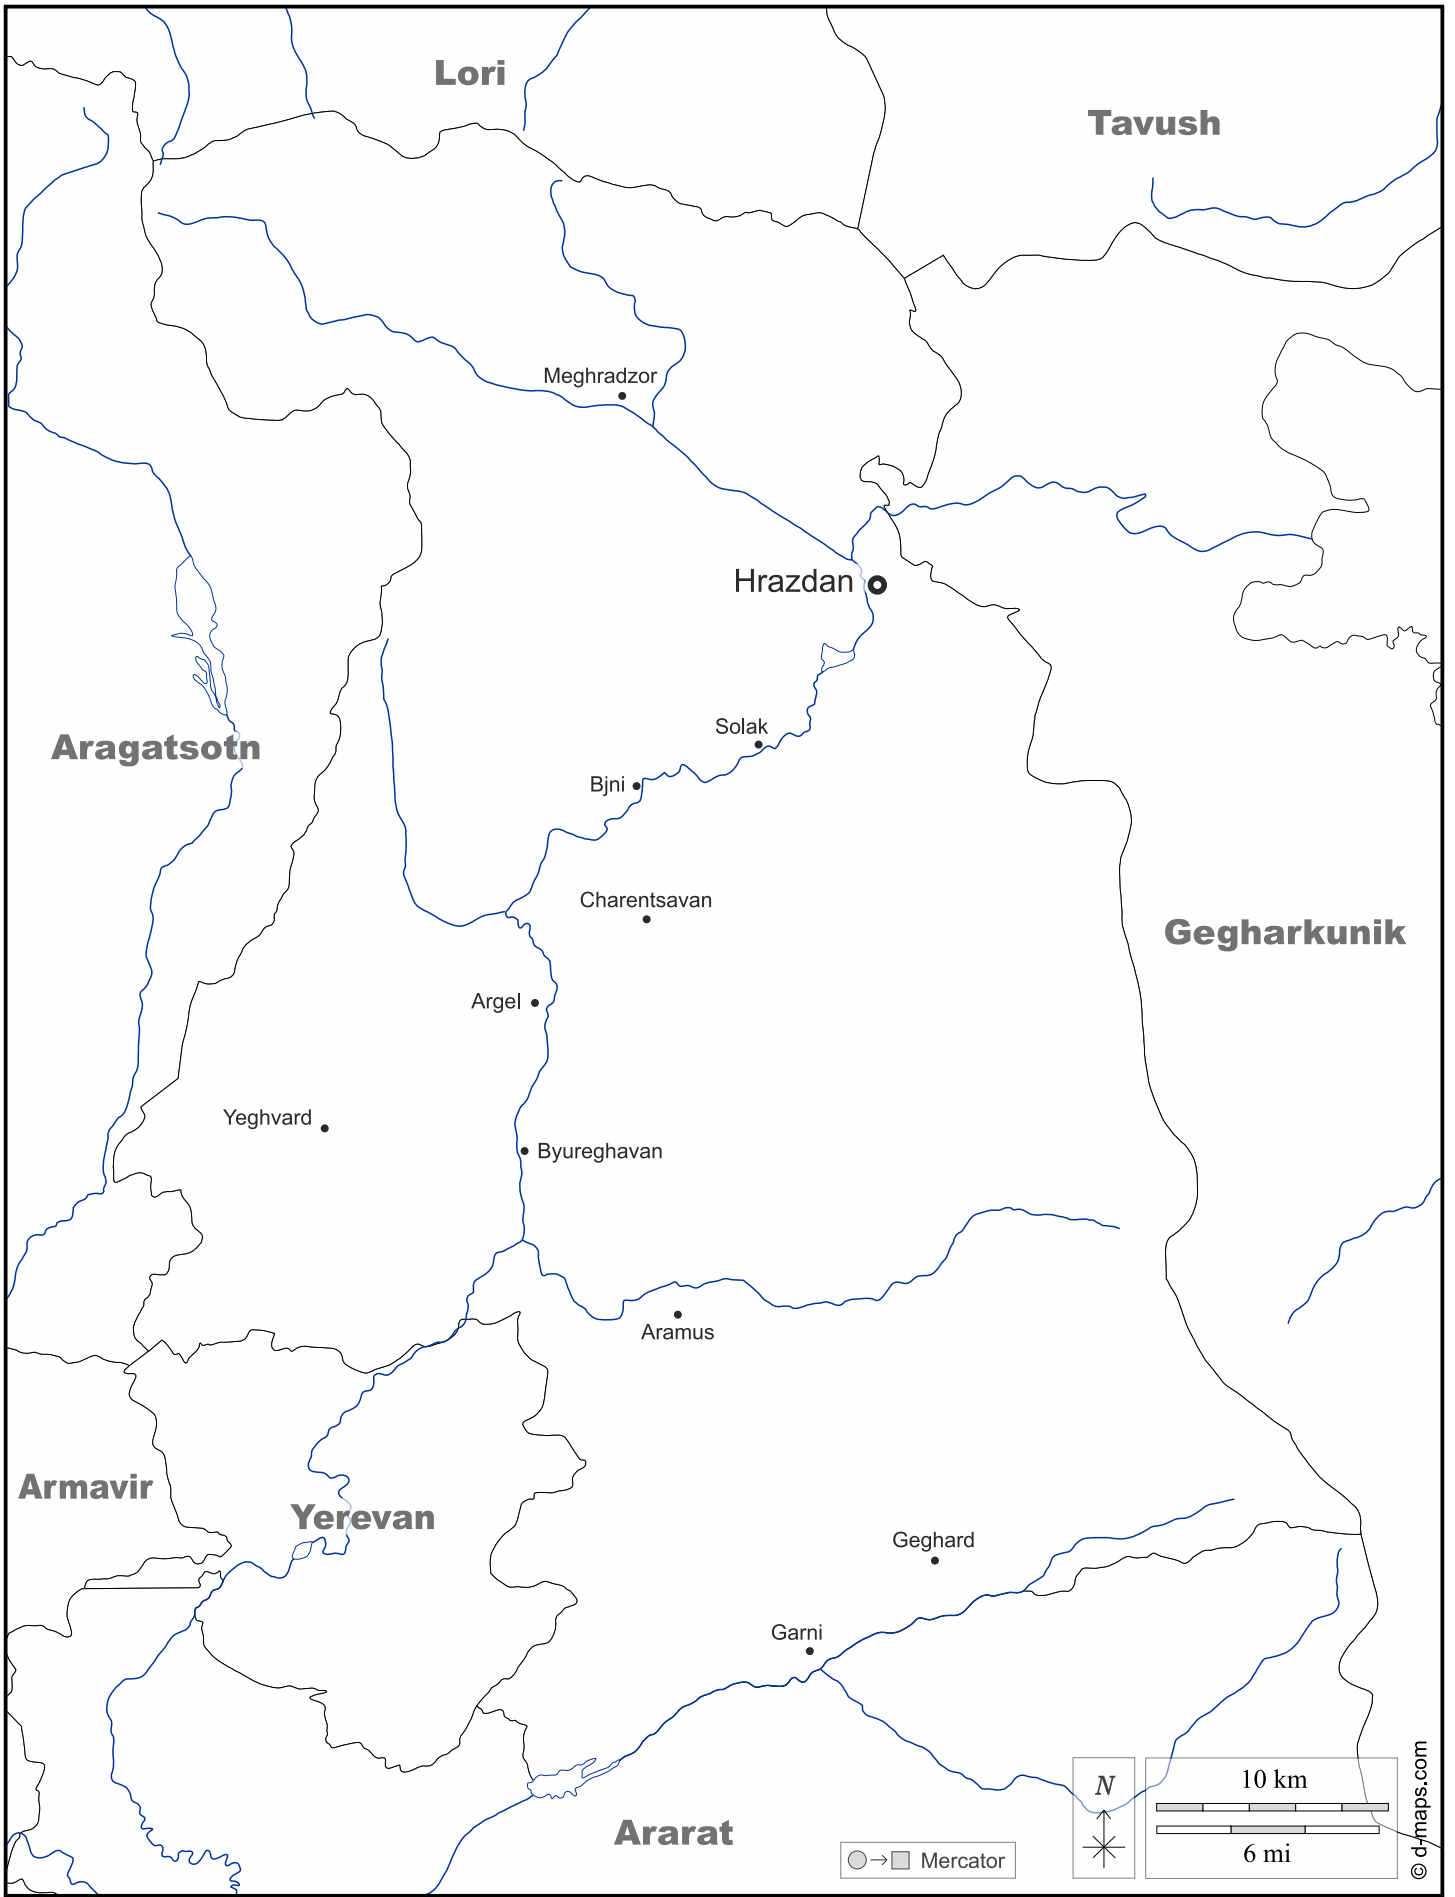 Lori
Tavush
Meghradzor
Hrazdan
Solak
Aragatsotn
Bjni
Charentsavan
Gegharkunik
Argel
Yeghvard
Byureghavan
Aramus
Armavir
Yerevan
Geghard
Garni
Ararat
Mercator
N
10 km
6 mi
© d-maps.com